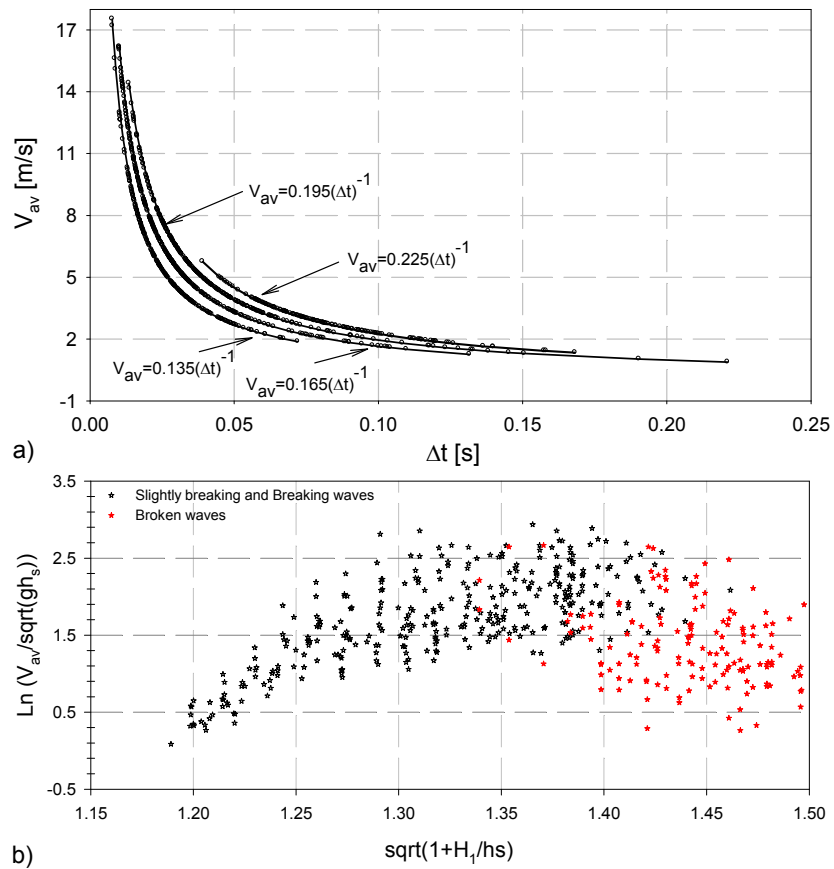 17
14
11
8
5
2
-1
V_av [m/s]
V_av=0.195(Δt)^-1
V_av=0.225(Δt)^-1
V_av=0.135(Δt)^-1
V_av=0.165(Δt)^-1
0.00 0.05 0.10 0.15 0.20 0.25
a)
Δt [s]
3.5
2.5
1.5
0.5
-0.5
Ln (V_av/sqrt(gh_s))
Slightly breaking and Breaking waves
Broken waves
1.15 1.20 1.25 1.30 1.35 1.40 1.45 1.50
b)
sqrt(1+H_1/hs)